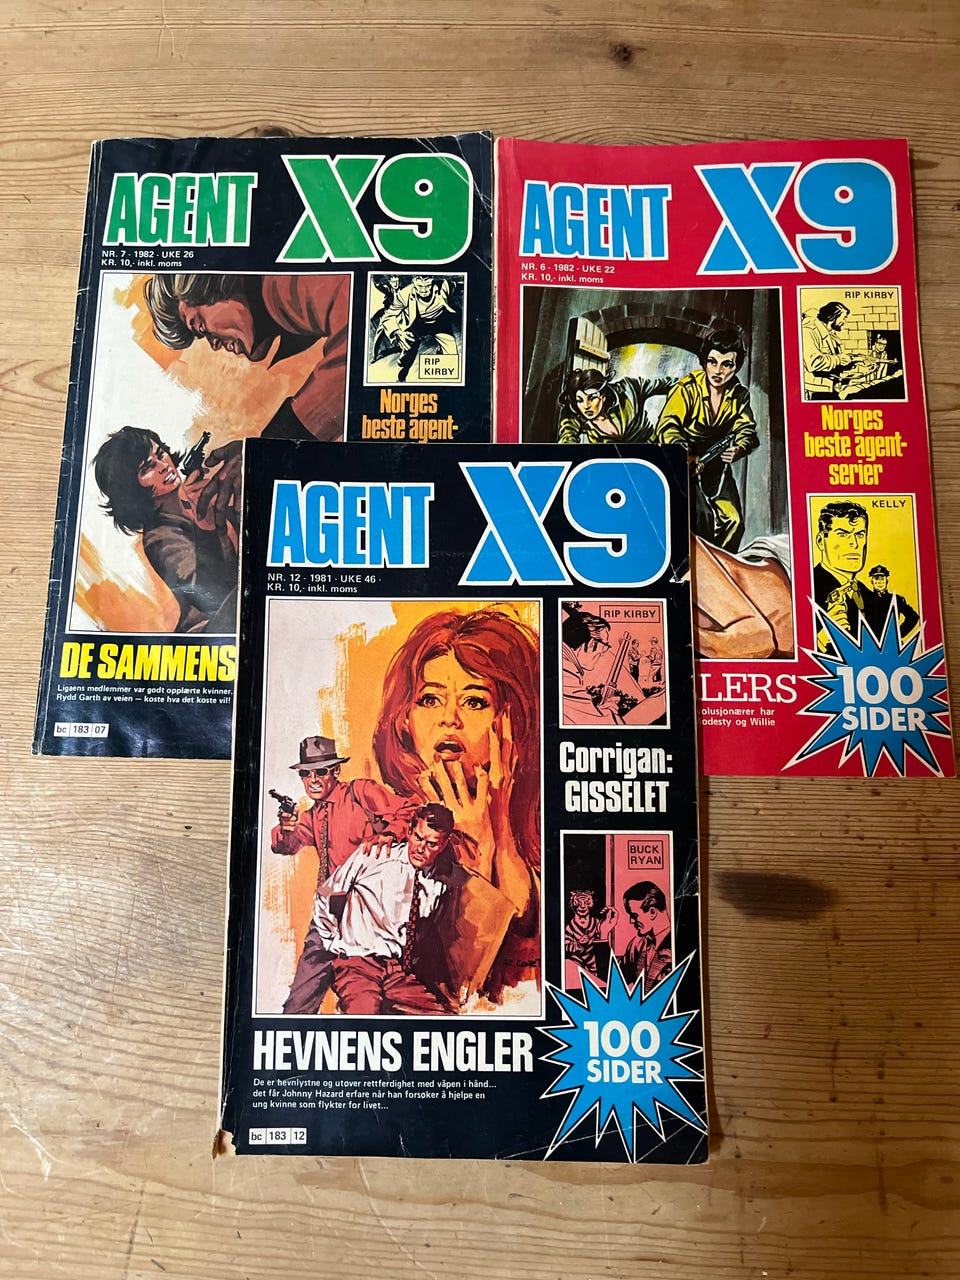 AGENT X9
NR. 7 - 1982 - UKE 26
KR. 10,- inkl. moms
RIP
KIRBY
Norges
beste agent-
DE SAMMENS
Ligaens medlemmer var godt opplærte kvinner.
Rydd Garth av veien — koste hva det koste vil!
bc 183 07
AGENT X9
NR. 6 - 1982 - UKE 22
KR. 10,- inkl. moms
RIP KIRBY
Norges
beste agent-
serier
KELLY
LERS
olusjonærer har
odesty og Willie
100
SIDER
AGENT X9
NR. 12 - 1981 - UKE 46 -
KR. 10,- inkl. moms
RIP KIRBY
Corrigan:
GISSELET
BUCK
RYAN
HEVNENS ENGLER
De er hevnlystne og utøver rettferdighet med våpen i hånd...
det får Johnny Hazard erfare når han forsøker å hjelpe en
ung kvinne som flykter for livet...
100
SIDER
bc 183 12